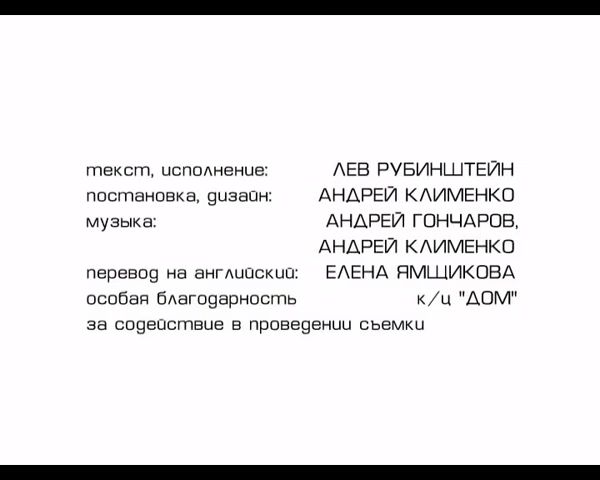 текст, исполнение: ЛЕВ РУБИНШТЕЙН
постановка, дизайн: АНДРЕЙ КЛИМЕНКО
музыка: АНДРЕЙ ГОНЧАРОВ,
АНДРЕЙ КЛИМЕНКО
перевод на английский: ЕЛЕНА ЯМЩИКОВА
особая благодарность к/ц "ДОМ"
за содействие в проведении съемки